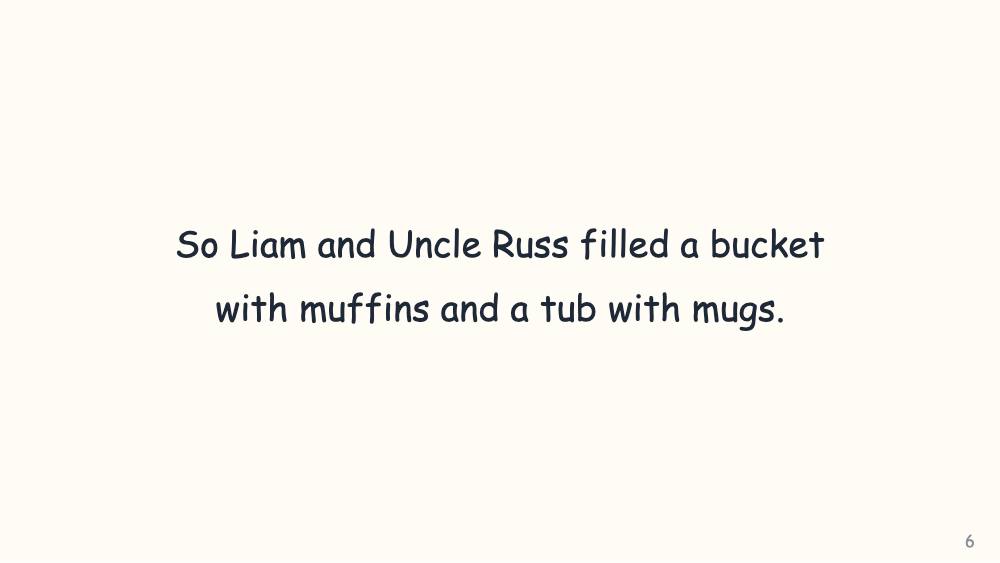 So Liam and Uncle Russ filled a bucket
with muffins and a tub with mugs.
6